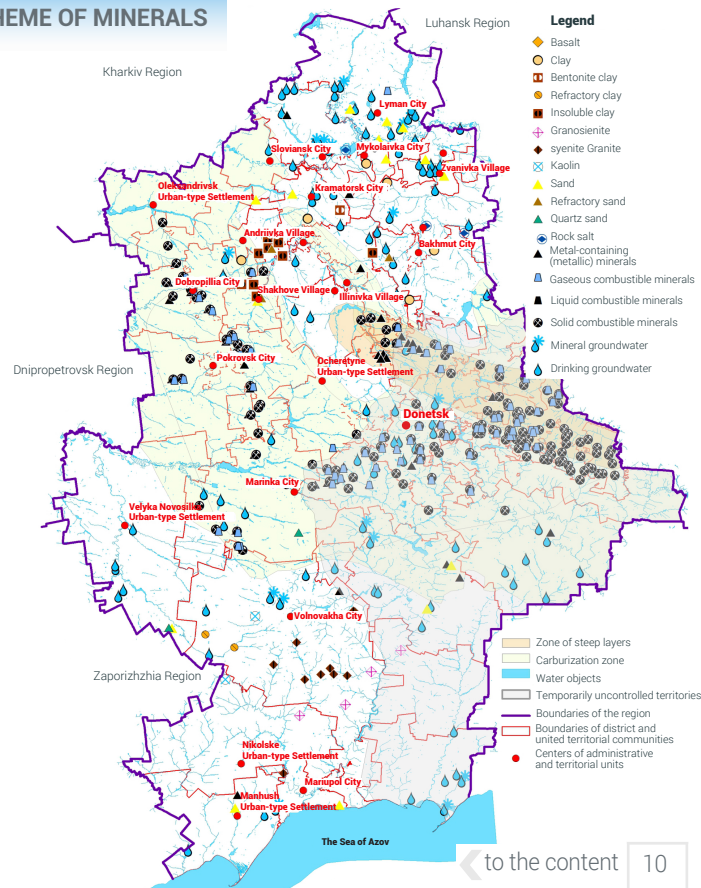 HEME OF MINERALS
Luhansk Region
Kharkiv Region
Legend
Basalt
Clay
Bentonite clay
Refractory clay
Insoluble clay
Granosienite
syenite Granite
Kaolin
Sand
Refractory sand
Quartz sand
Rock salt
Metal-containing
(metallic) minerals
Gaseous combustible minerals
Liquid combustible minerals
Solid combustible minerals
Mineral groundwater
Drinking groundwater
Lyman City
Sloviansk City
Mykolaivka City
Zvanivka Village
Oleksandrivsk
Urban-type Settlement
Kramatorsk City
Andriivka Village
Bakhmut City
Dobropillia City
Shakhove Village
Illinivka Village
Dnipropetrovsk Region
Pokrovsk City
Ocheretyne
Urban-type Settlement
Donetsk
Marinka City
Velyka Novosilka
Urban-type Settlement
Volnovakha City
Zaporizhzhia Region
Nikolske
Urban-type Settlement
Mariupol City
Manhush
Urban-type Settlement
The Sea of Azov
Zone of steep layers
Carburization zone
Water objects
Temporarily uncontrolled territories
Boundaries of the region
Boundaries of district and
united territorial communities
Centers of administrative
and territorial units
to the content
10